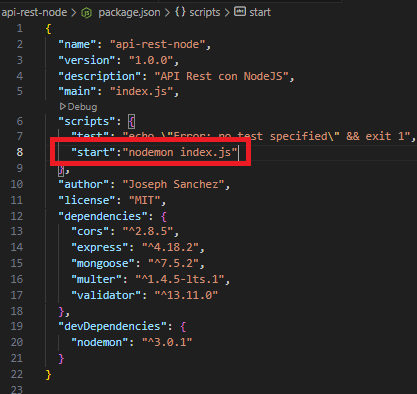 api-rest-node > package.json > {} scripts > abc start
1 {
2 "name": "api-rest-node",
3 "version": "1.0.0",
4 "description": "API Rest con NodeJS",
5 "main": "index.js",
Debug
6 "scripts": {
7 "test": "echo \"Error: no test specified\" && exit 1",
8 "start":"nodemon index.js"
9 },
10 "author": "Joseph Sanchez",
11 "license": "MIT",
12 "dependencies": {
13 "cors": "^2.8.5",
14 "express": "^4.18.2",
15 "mongoose": "^7.5.2",
16 "multer": "^1.4.5-lts.1",
17 "validator": "^13.11.0"
18 },
19 "devDependencies": {
20 "nodemon": "^3.0.1"
21 }
22 }
23